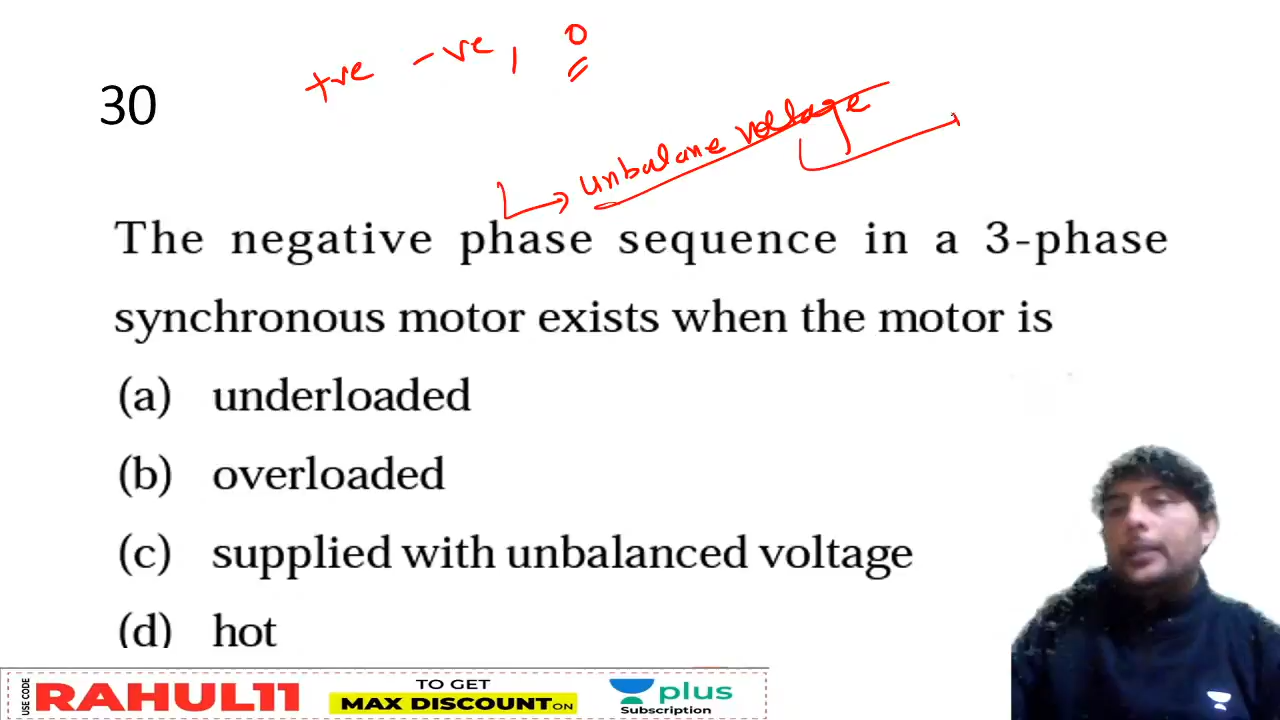 +ve -ve, 0
30
unbalane voltage
The negative phase sequence in a 3-phase
synchronous motor exists when the motor is
(a) underloaded
(b) overloaded
(c) supplied with unbalanced voltage
(d) hot
USE CODE
RAHUL11
TO GET
MAX DISCOUNT ON
plus
Subscription